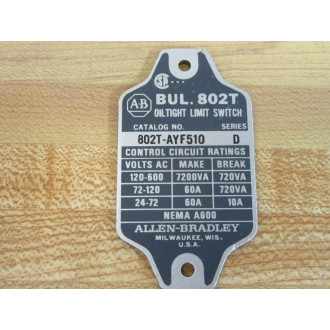 A-B
BUL. 802T
OILTIGHT LIMIT SWITCH
CATALOG NO. SERIES
802T-AYF510 D
CONTROL CIRCUIT RATINGS
VOLTS AC MAKE BREAK
120-600 7200VA 720VA
72-120 60A 720VA
24-72 60A 10A
NEMA A600
ALLEN-BRADLEY
MILWAUKEE, WIS.
U.S.A.